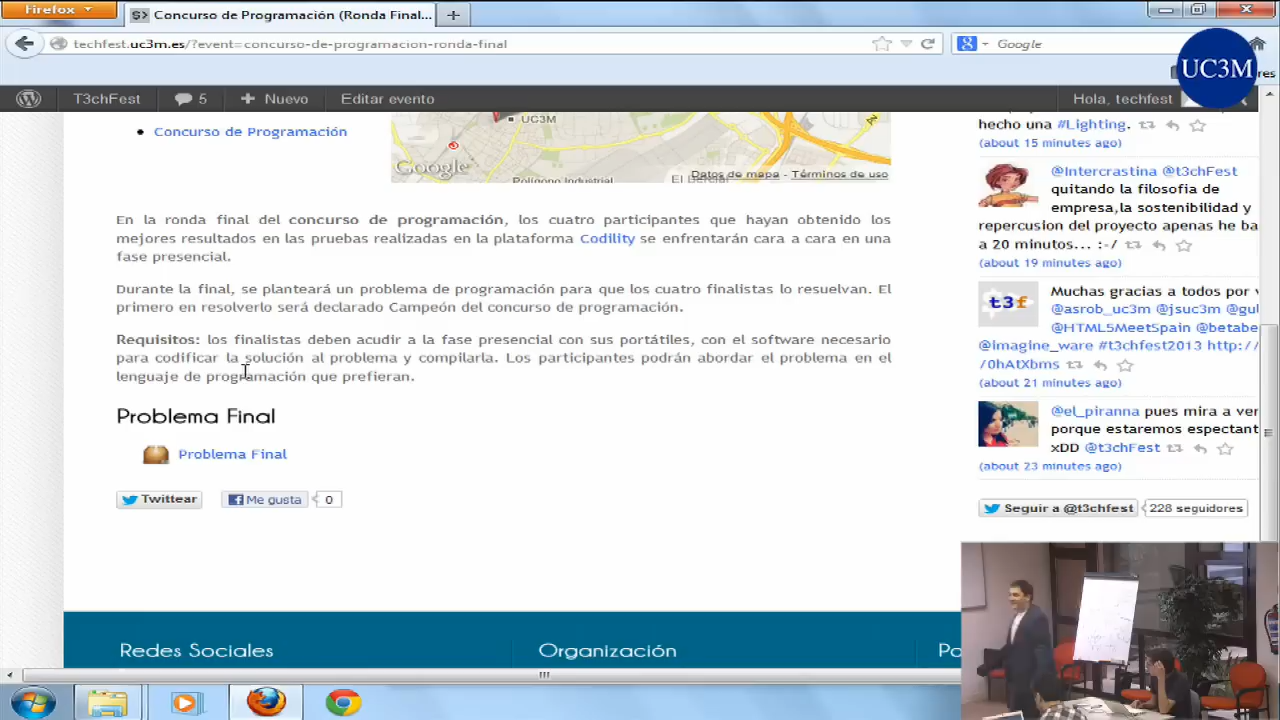 Firefox
Concurso de Programación (Ronda Final...
techfest.uc3m.es/?event=concurso-de-programacion-ronda-final
Google
UC3M
T3chFest
5
Nuevo
Editar evento
Hola, techfest
Concurso de Programación
UC3M
Google
Polígono Industrial
El Bercial
Datos de mapa - Términos de uso
En la ronda final del concurso de programación, los cuatro participantes que hayan obtenido los
mejores resultados en las pruebas realizadas en la plataforma Codility se enfrentarán cara a cara en una
fase presencial.
Durante la final, se planteará un problema de programación para que los cuatro finalistas lo resuelvan. El
primero en resolverlo será declarado Campeón del concurso de programación.
Requisitos: los finalistas deben acudir a la fase presencial con sus portátiles, con el software necesario
para codificar la solución al problema y compilarla. Los participantes podrán abordar el problema en el
lenguaje de programación que prefieran.
Problema Final
Problema Final
Twittear
Me gusta
0
hecho una #Lighting.
(about 15 minutes ago)
@Intercrastina @t3chFest
quitando la filosofia de
empresa,la sostenibilidad y
repercusion del proyecto apenas he ba
a 20 minutos... :-/
(about 19 minutes ago)
t3f
Muchas gracias a todos por v
@asrob_uc3m @jsuc3m @gul
@HTML5MeetSpain @betabe
@imagine_ware #t3chfest2013 http:/
/0hAtXbms
(about 21 minutes ago)
@el_piranna pues mira a ver
porque estaremos espectant
xDD @t3chFest
(about 23 minutes ago)
Seguir a @t3chfest
228 seguidores
Redes Sociales
Organización